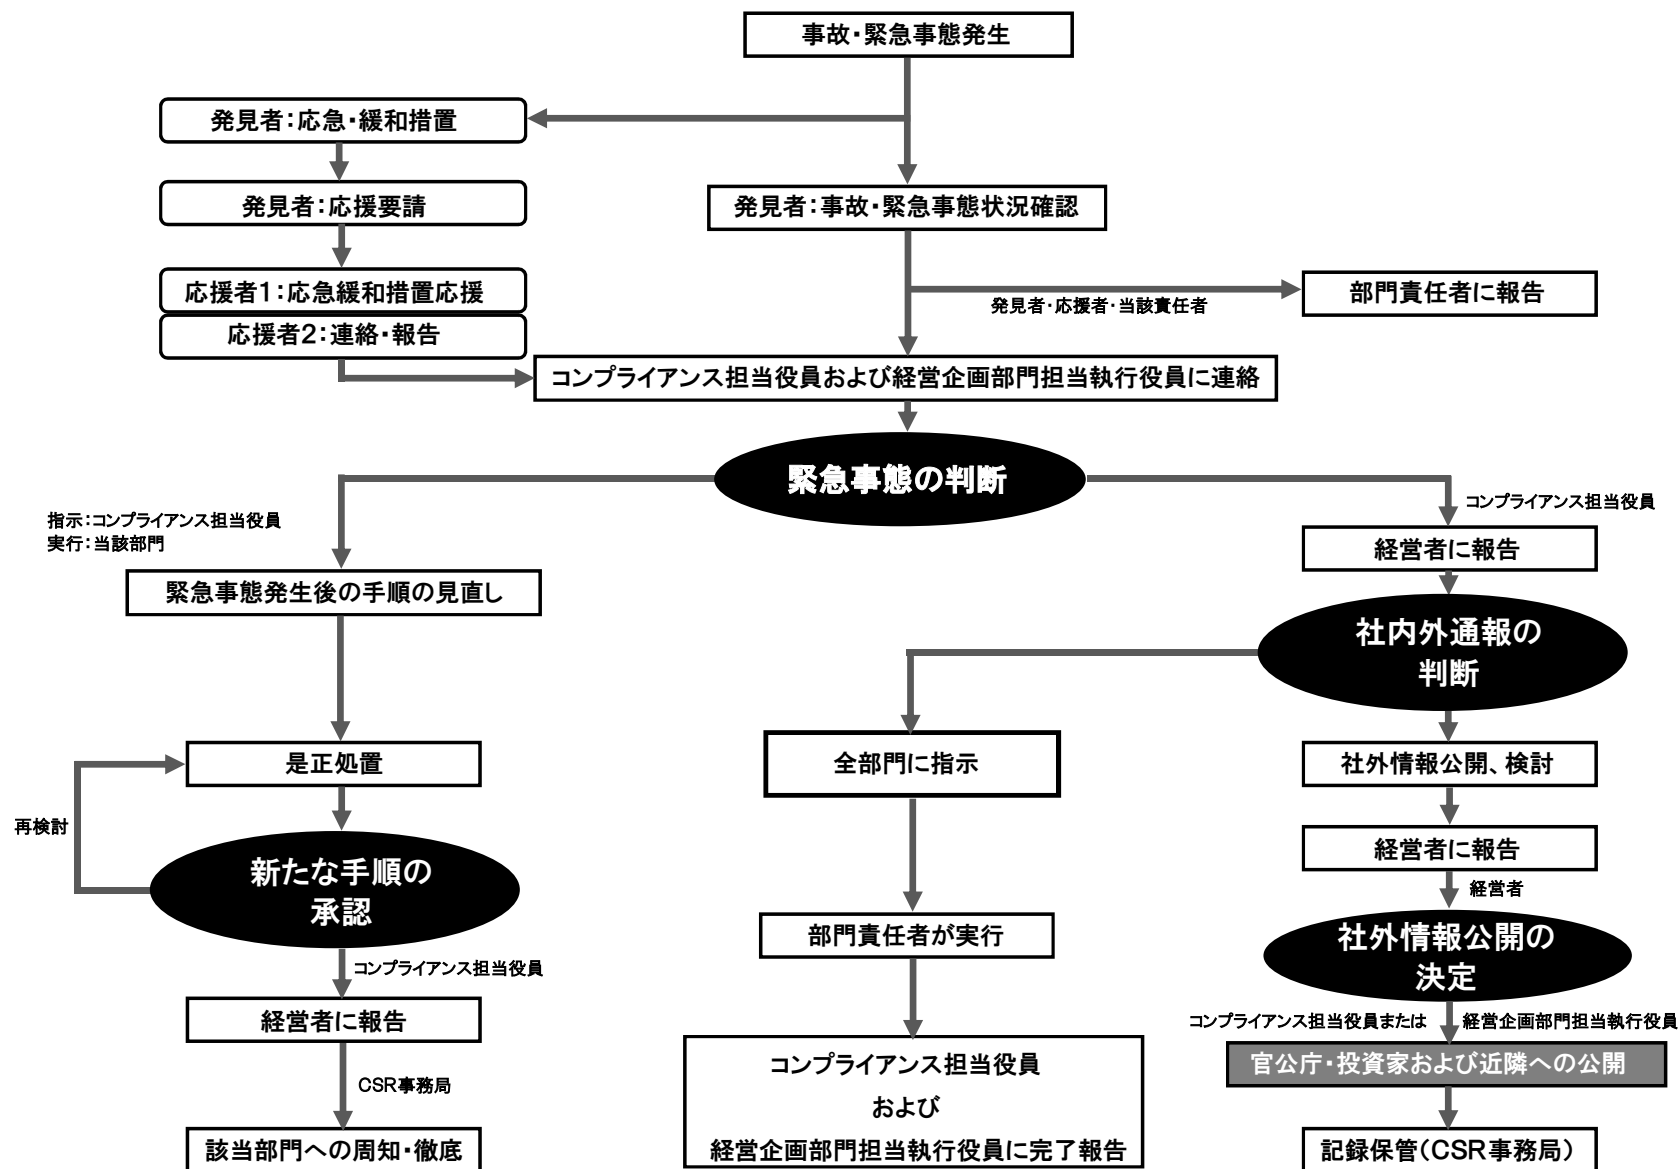 事故・緊急事態発生
発見者：応急・緩和措置
発見者：応援要請
発見者：事故・緊急事態状況確認
応援者1：応急緩和措置応援
応援者2：連絡・報告
発見者・応援者・当該責任者
部門責任者に報告
コンプライアンス担当役員および経営企画部門担当執行役員に連絡
緊急事態の判断
指示：コンプライアンス担当役員
実行：当該部門
緊急事態発生後の手順の見直し
是正処置
再検討
新たな手順の
承認
コンプライアンス担当役員
経営者に報告
CSR事務局
該当部門への周知・徹底
全部門に指示
部門責任者が実行
コンプライアンス担当役員
および
経営企画部門担当執行役員に完了報告
コンプライアンス担当役員
経営者に報告
社内外通報の
判断
社外情報公開、検討
経営者に報告
経営者
社外情報公開の
決定
コンプライアンス担当役員または 経営企画部門担当執行役員
官公庁・投資家および近隣への公開
記録保管（CSR事務局）